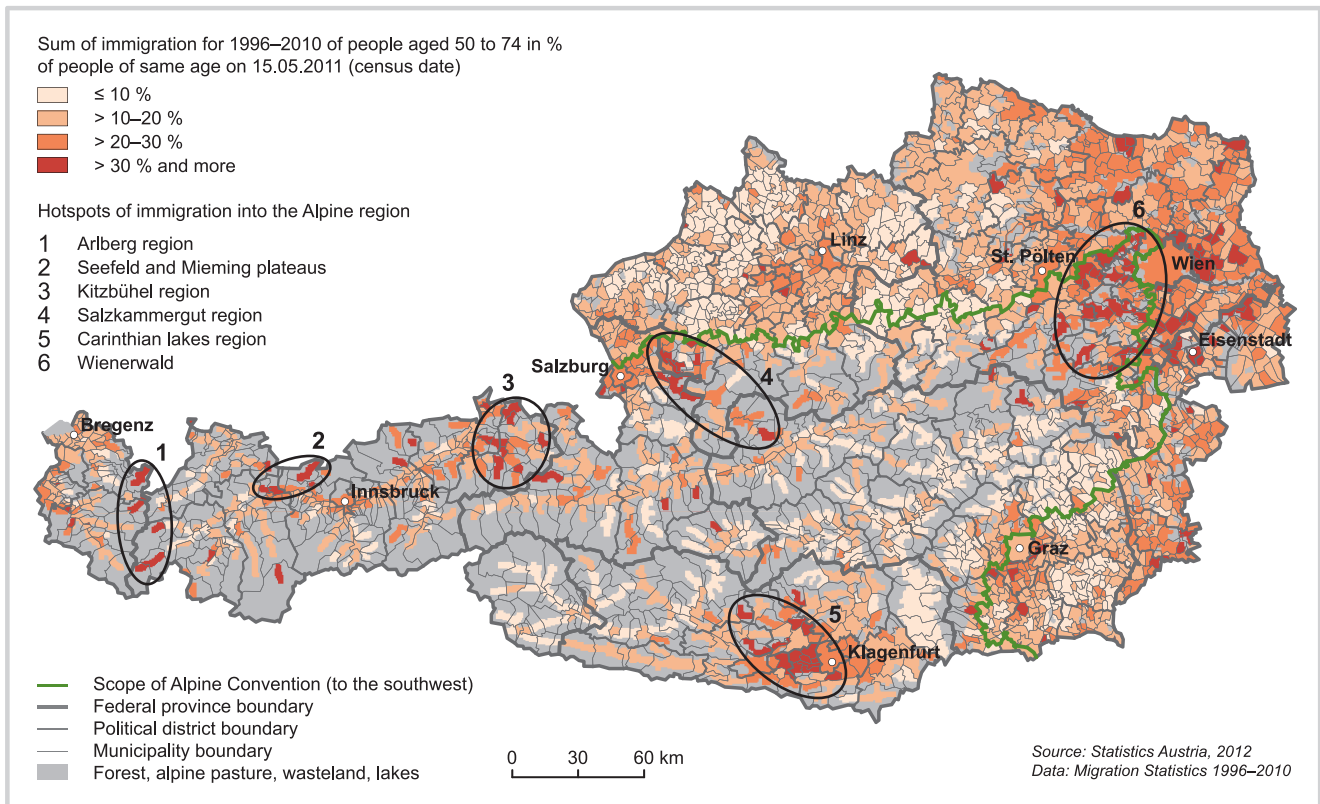 Sum of immigration for 1996–2010 of people aged 50 to 74 in %
of people of same age on 15.05.2011 (census date)
≤ 10 %
> 10–20 %
> 20–30 %
> 30 % and more
Hotspots of immigration into the Alpine region
1 Arlberg region
2 Seefeld and Mieming plateaus
3 Kitzbühel region
4 Salzkammergut region
5 Carinthian lakes region
6 Wienerwald
6
Linz
St. Pölten
Wien
Eisenstadt
Salzburg
4
3
Bregenz
1
2
Innsbruck
Graz
5
Klagenfurt
Scope of Alpine Convention (to the southwest)
Federal province boundary
Political district boundary
Municipality boundary
Forest, alpine pasture, wasteland, lakes
0 30 60 km
Source: Statistics Austria, 2012
Data: Migration Statistics 1996–2010